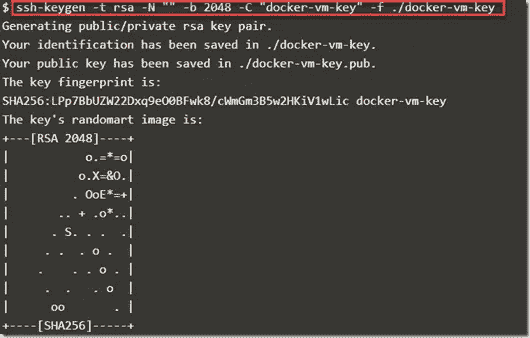 $ ssh-keygen -t rsa -N "" -b 2048 -C "docker-vm-key" -f ./docker-vm-key
Generating public/private rsa key pair.
Your identification has been saved in ./docker-vm-key.
Your public key has been saved in ./docker-vm-key.pub.
The key fingerprint is:
SHA256:LPp7BbUZW22Dxq9eO0BFwk8/cWmGm3B5w2HKiV1wLic docker-vm-key
The key's randomart image is:
+---[RSA 2048]----+
|           o.=*=o|
|          o.X=&O.|
|         . OoE*=+|
|       .. + .o*..|
|      . S. . .  .|
|     . .  . o .  |
|    .    . . o . |
|     .  .   . o  |
|      oo       . |
+----[SHA256]-----+